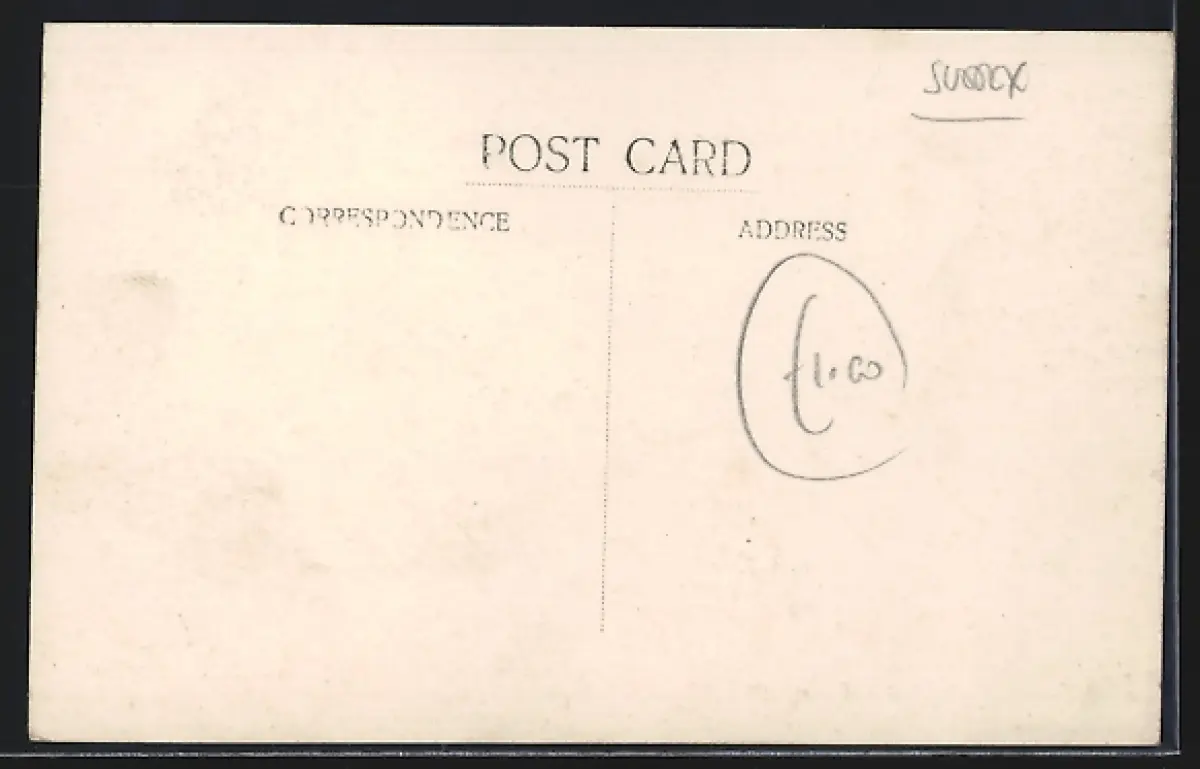 SUSSEX
POST CARD
CORRESPONDENCE
ADDRESS
£1.00